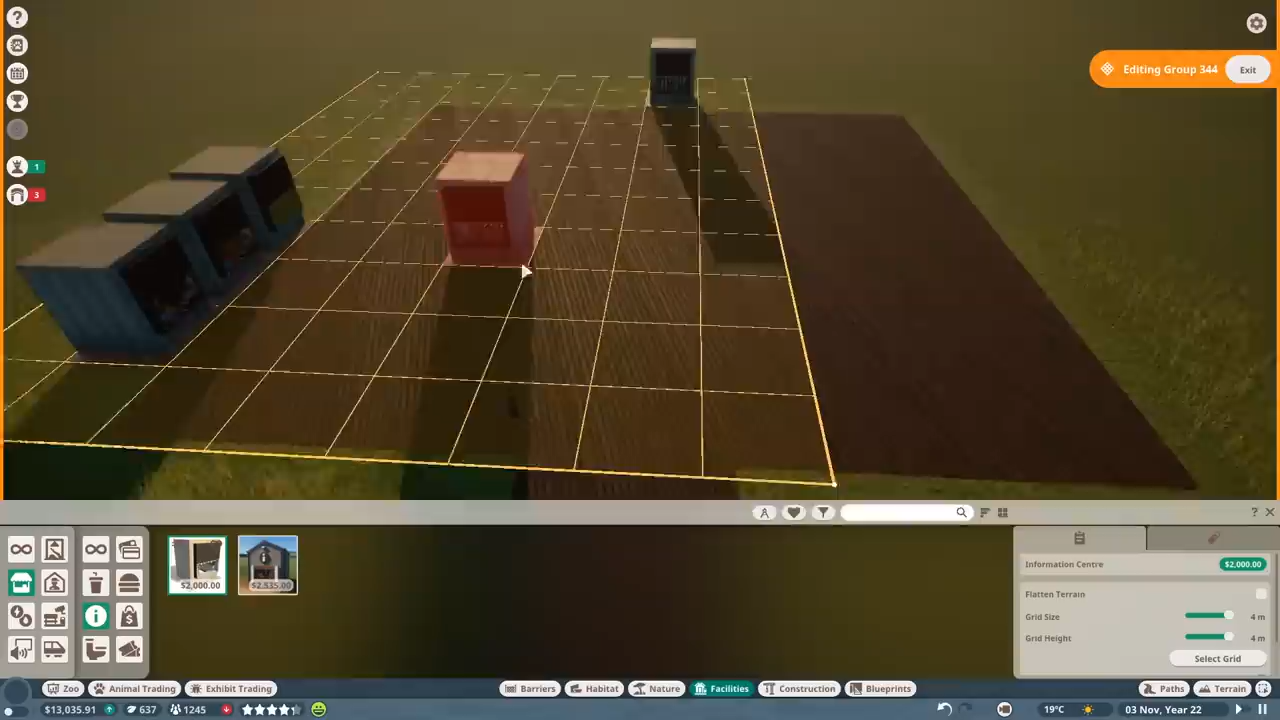 Editing Group 344
Exit
1
3
$2,000.00
$2,535.00
Information Centre
$2,000.00
Flatten Terrain
Grid Size
4 m
Grid Height
4 m
Select Grid
Zoo
Animal Trading
Exhibit Trading
Barriers
Habitat
Nature
Facilities
Construction
Blueprints
Paths
Terrain
$13,035.91
637
1245
19°C
03 Nov, Year 22